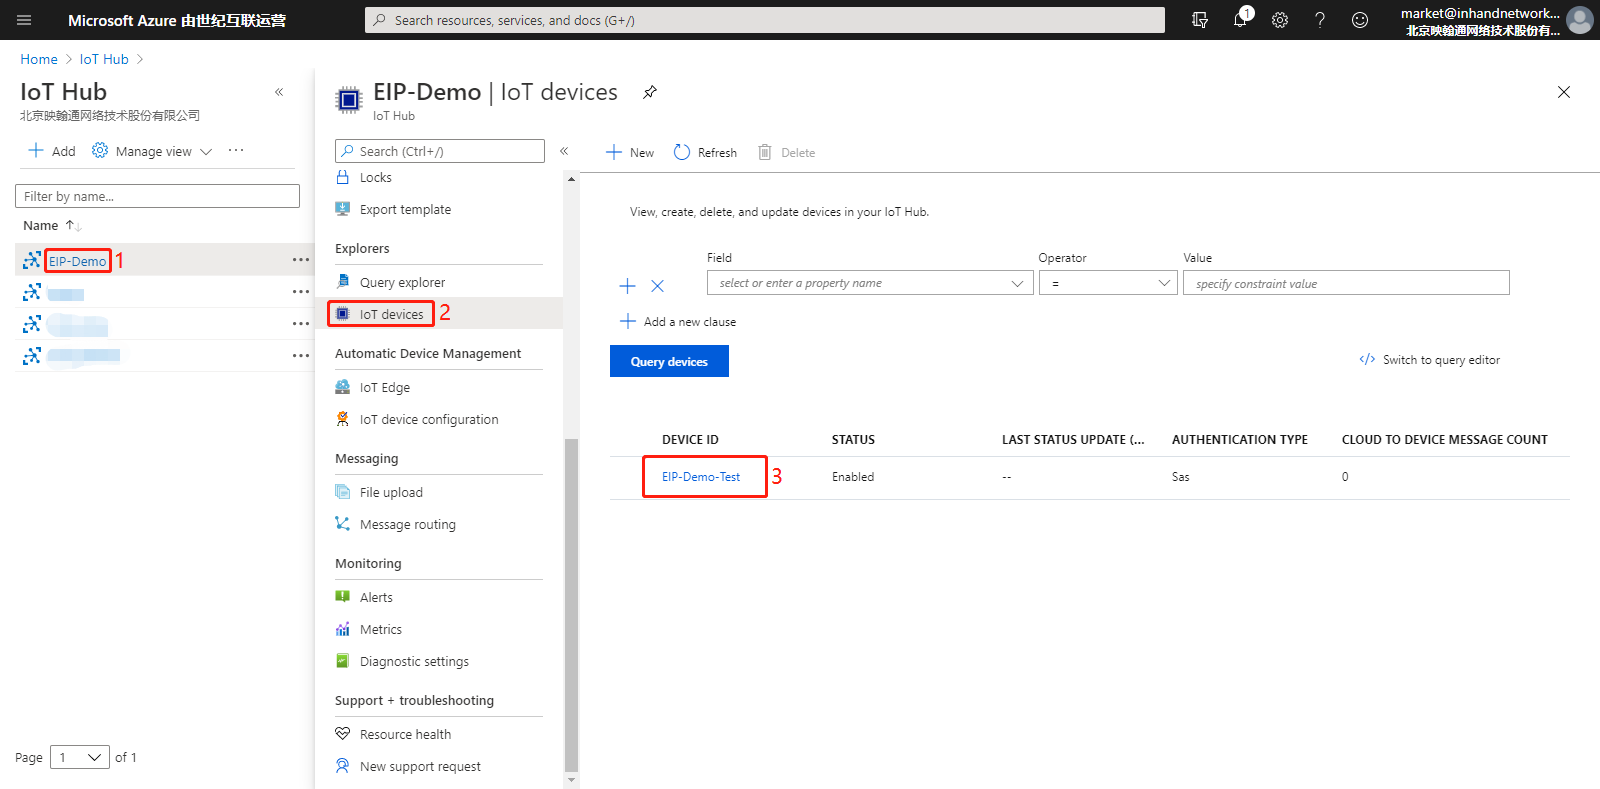 Microsoft Azure 由世纪互联运营
Search resources, services, and docs (G+/)
1
market@inhandnetwork...
北京映翰通网络技术股份有...
Home > IoT Hub >
IoT Hub
«
北京映翰通网络技术股份有限公司
Add
Manage view
...
Filter by name...
Name
EIP-Demo
1
Page 1 of 1
EIP-Demo | IoT devices
IoT Hub
Search (Ctrl+/)
«
Locks
Export template
Explorers
Query explorer
IoT devices
2
Automatic Device Management
IoT Edge
IoT device configuration
Messaging
File upload
Message routing
Monitoring
Alerts
Metrics
Diagnostic settings
Support + troubleshooting
Resource health
New support request
New
Refresh
Delete
View, create, delete, and update devices in your IoT Hub.
Field
Operator
Value
select or enter a property name
=
specify constraint value
Add a new clause
Query devices
</> Switch to query editor
DEVICE ID
STATUS
LAST STATUS UPDATE (...
AUTHENTICATION TYPE
CLOUD TO DEVICE MESSAGE COUNT
EIP-Demo-Test
3
Enabled
--
Sas
0